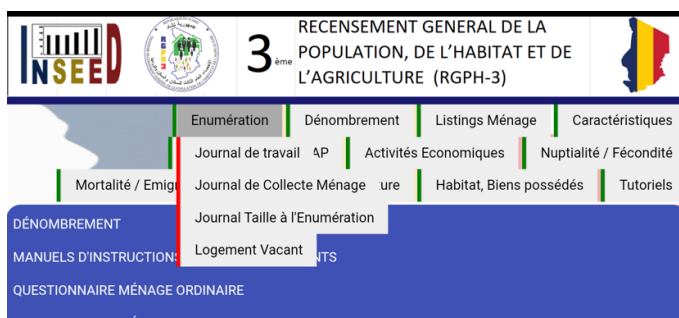 INSEED
RGPH3
3ème
RECENSEMENT GENERAL DE LA
POPULATION, DE L'HABITAT ET DE
L'AGRICULTURE (RGPH-3)
Enumération
Dénombrement
Listings Ménage
Caractéristiques
Journal de travail
AP
Activités Economiques
Nuptialité / Fécondité
Mortalité / Emig
Journal de Collecte Ménage
ure
Habitat, Biens possédés
Tutoriels
Journal Taille à l'Enumération
Logement Vacant
DÉNOMBREMENT
MANUELS D'INSTRUCTION
NTS
QUESTIONNAIRE MÉNAGE ORDINAIRE